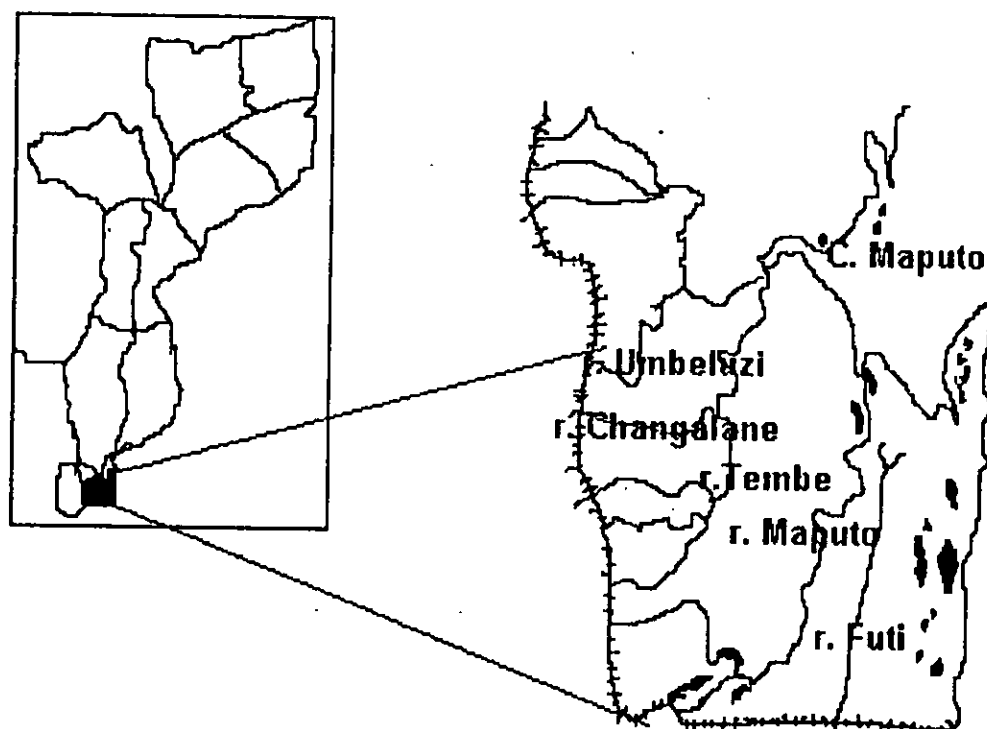 C. Maputo
Umbeluzi
r. Changalane
r.Tembe
r. Maputo
r. Futi